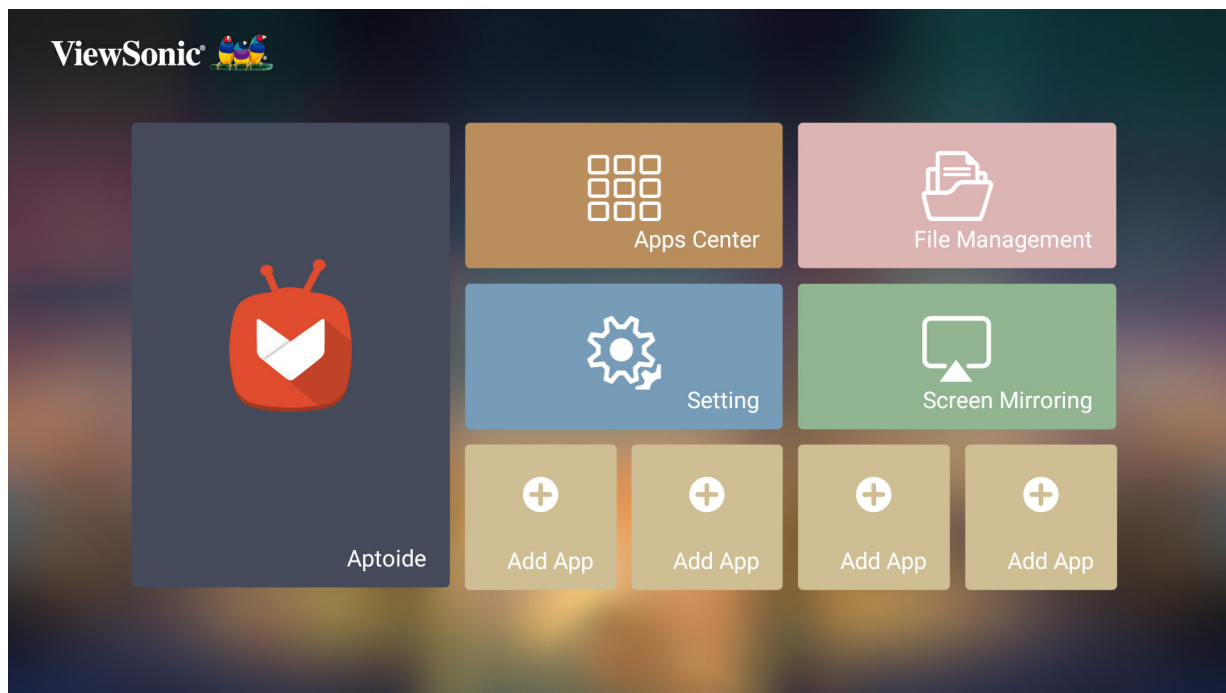 ViewSonic®
Apps Center
File Management
Setting
Screen Mirroring
Aptoide
Add App
Add App
Add App
Add App